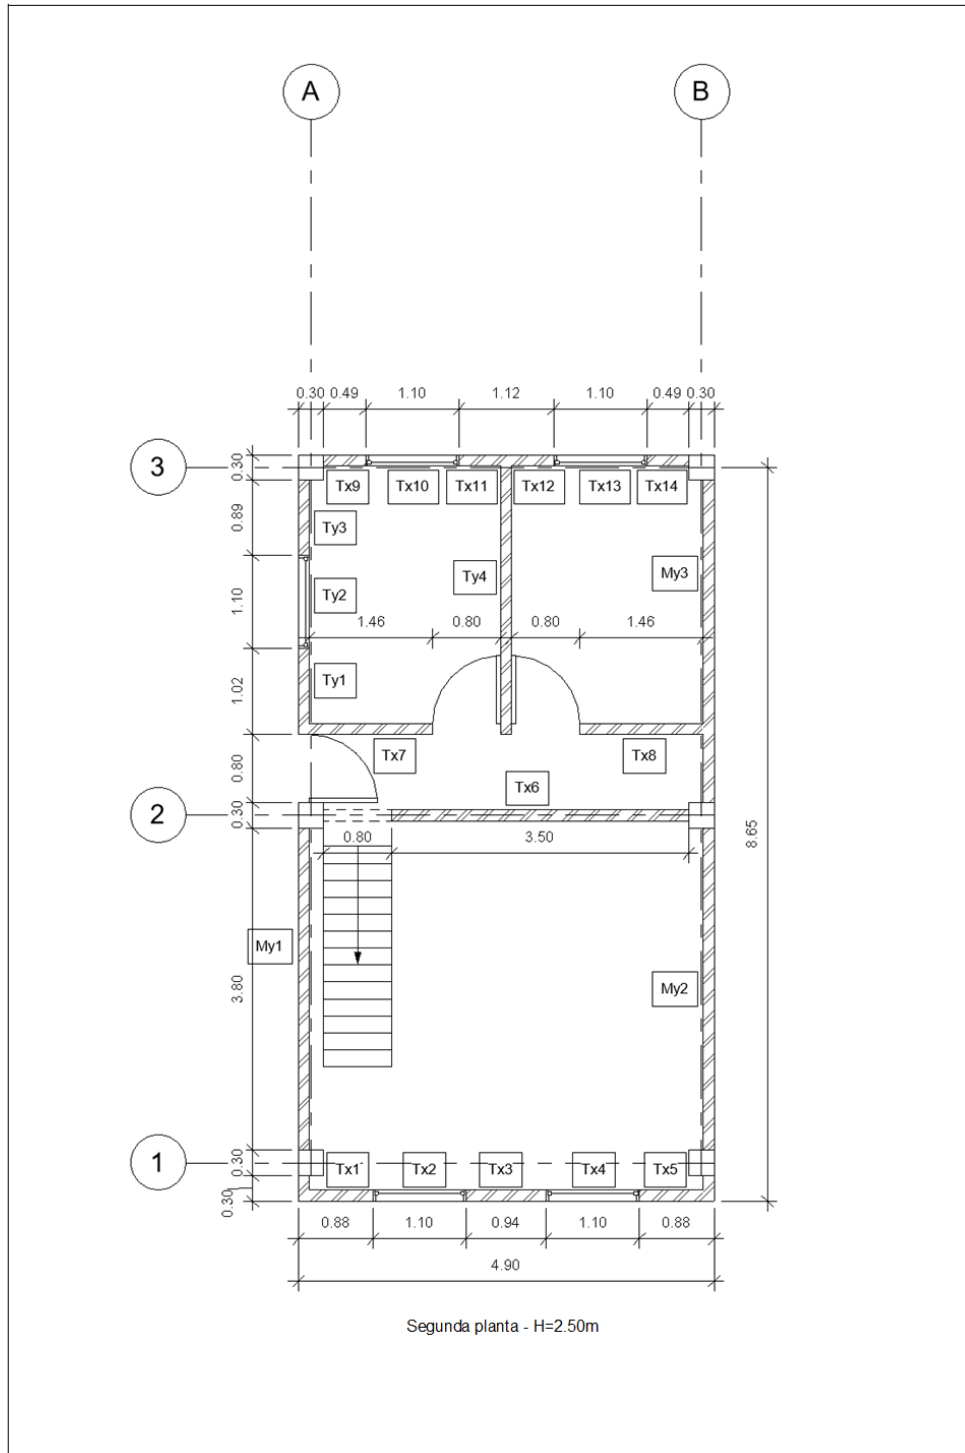 A
B
0.30 0.49 1.10 1.12 1.10 0.49 0.30
3
0.30
Tx9 Tx10 Tx11 Tx12 Tx13 Tx14
0.89
Ty3
Ty4
My3
1.10
Ty2
1.46 0.80 0.80 1.46
1.02
Ty1
Tx7
Tx8
0.80
Tx6
2
0.30
0.80 3.50
8.65
My1
3.80
My2
1
0.30
Tx1 Tx2 Tx3 Tx4 Tx5
0.30
0.88 1.10 0.94 1.10 0.88
4.90
Segunda planta - H=2.50m